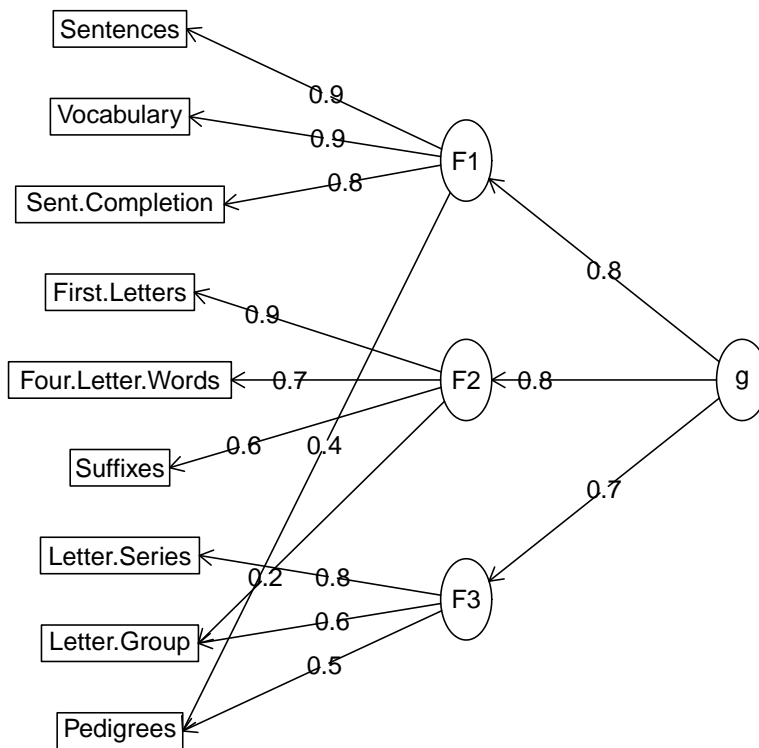 Sentences
0.9
Vocabulary
0.9
F1
Sent.Completion
0.8
0.8
First.Letters
0.9
Four.Letter.Words
0.7
F2
0.8
g
Suffixes
0.6
0.4
0.7
Letter.Series
0.2
0.8
F3
Letter.Group
0.6
0.5
Pedigrees